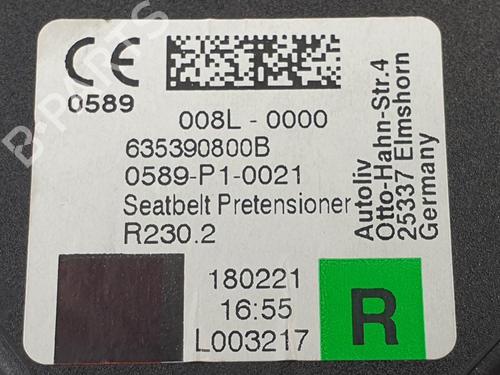 CE
0589
008L - 0000
635390800B
0589-P1-0021
Seatbelt Pretensioner
R230.2
180221
16:55
L003217
R
Autoliv
Otto-Hahn-Str.4
25337 Elmshorn
Germany
B-PARTS